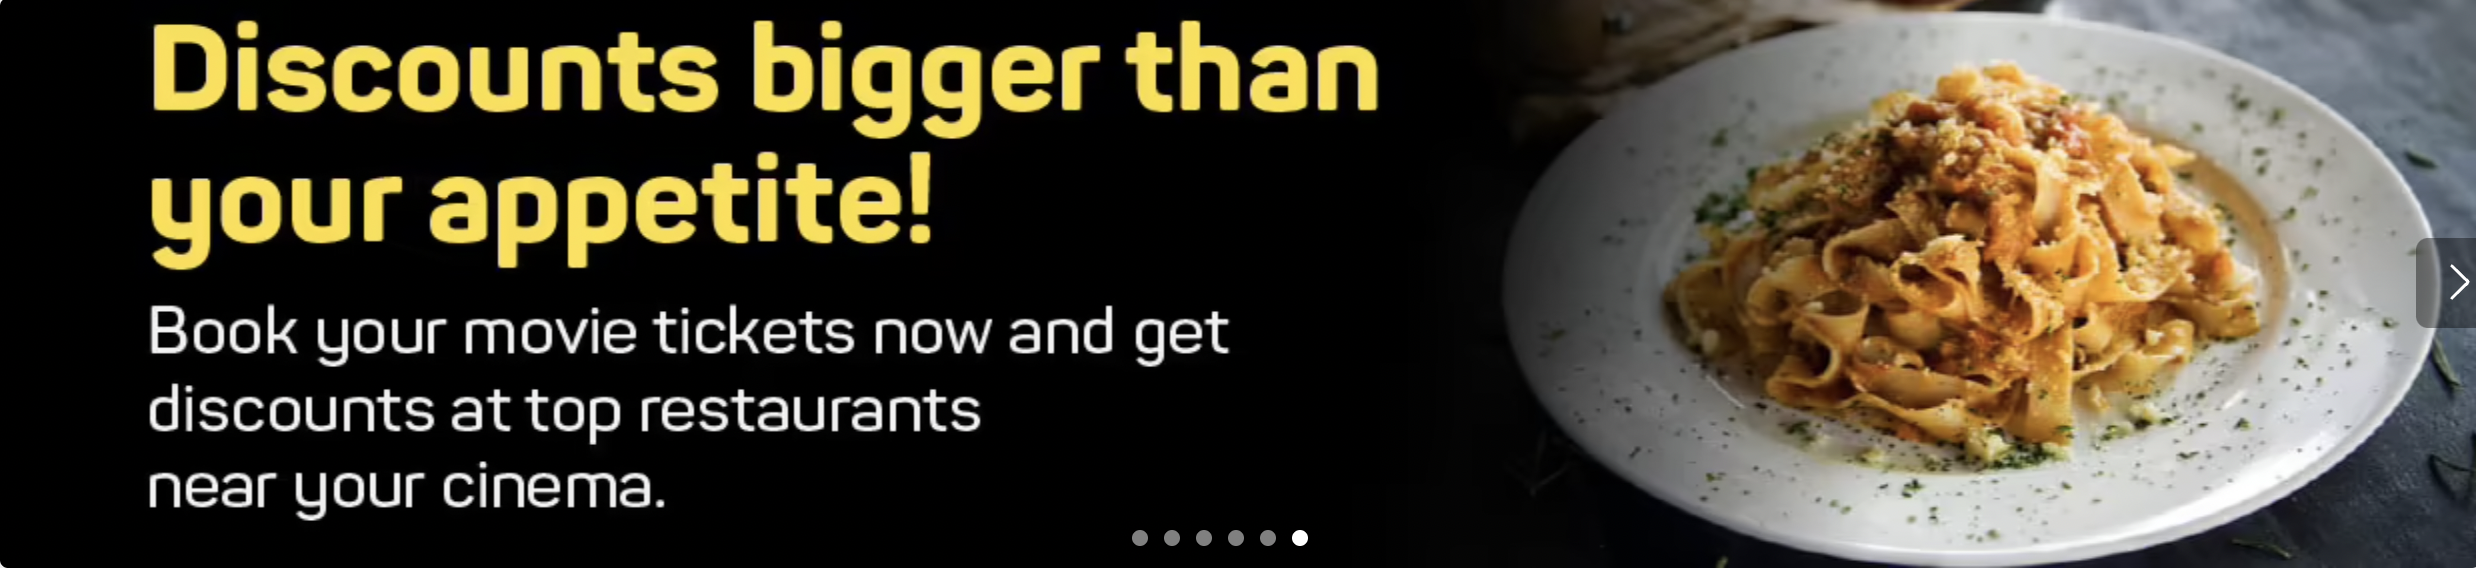 Discounts bigger than
your appetite!
Book your movie tickets now and get
discounts at top restaurants
near your cinema.